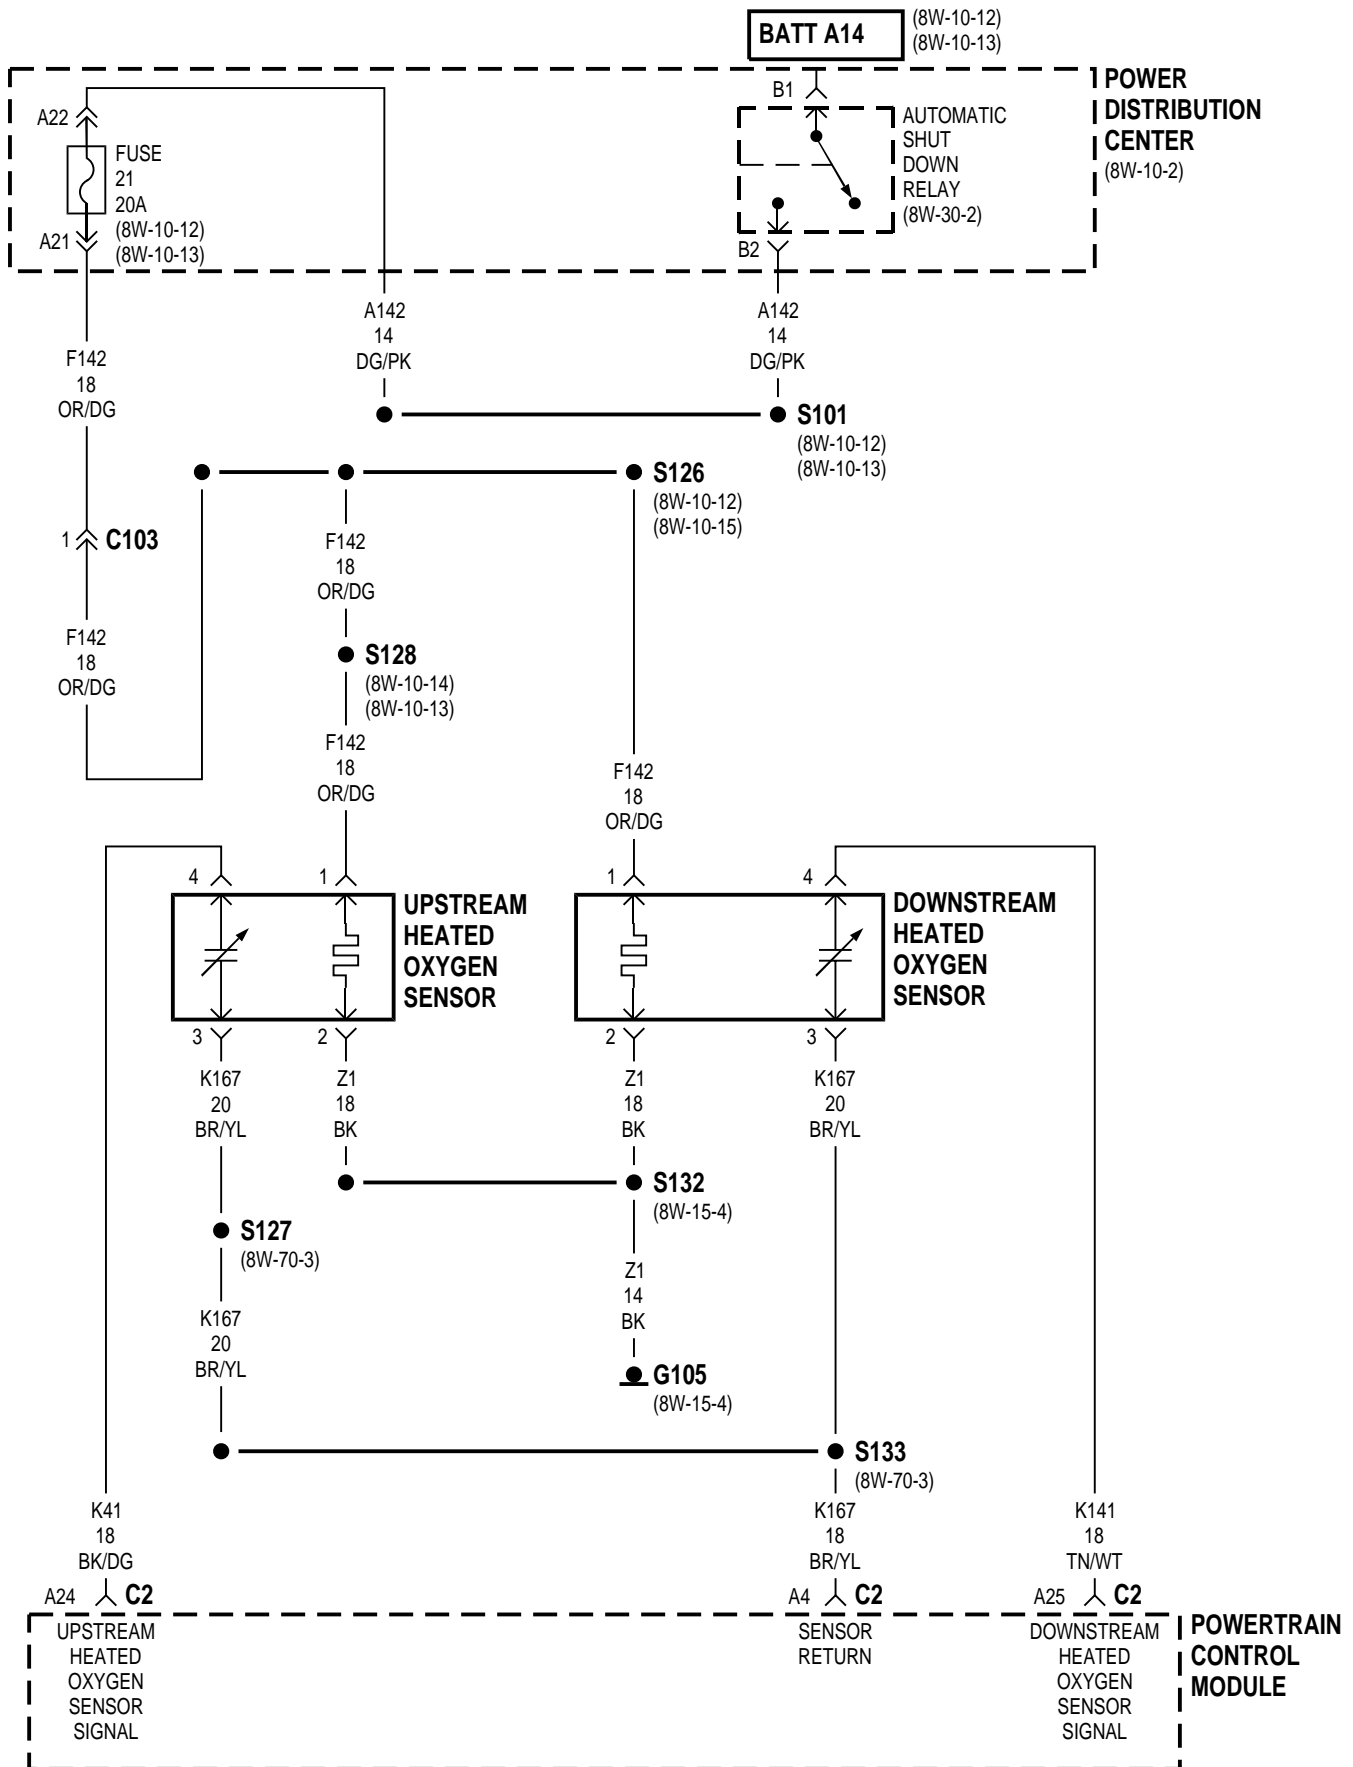 BATT A14
(8W-10-12)
(8W-10-13)
POWER
DISTRIBUTION
CENTER
(8W-10-2)
B1
AUTOMATIC
SHUT
DOWN
RELAY
(8W-30-2)
B2
A22
FUSE
21
20A
(8W-10-12)
(8W-10-13)
A21
A142
14
DG/PK
A142
14
DG/PK
F142
18
OR/DG
S101
(8W-10-12)
(8W-10-13)
S126
(8W-10-12)
(8W-10-15)
1
C103
F142
18
OR/DG
F142
18
OR/DG
S128
(8W-10-14)
(8W-10-13)
F142
18
OR/DG
F142
18
OR/DG
4
1
1
4
UPSTREAM
HEATED
OXYGEN
SENSOR
DOWNSTREAM
HEATED
OXYGEN
SENSOR
3
2
2
3
K167
20
BR/YL
Z1
18
BK
Z1
18
BK
K167
20
BR/YL
S132
(8W-15-4)
S127
(8W-70-3)
Z1
14
BK
K167
20
BR/YL
G105
(8W-15-4)
S133
(8W-70-3)
K41
18
BK/DG
K167
18
BR/YL
K141
18
TN/WT
A24
C2
A4
C2
A25
C2
UPSTREAM
HEATED
OXYGEN
SENSOR
SIGNAL
SENSOR
RETURN
DOWNSTREAM
HEATED
OXYGEN
SENSOR
SIGNAL
POWERTRAIN
CONTROL
MODULE